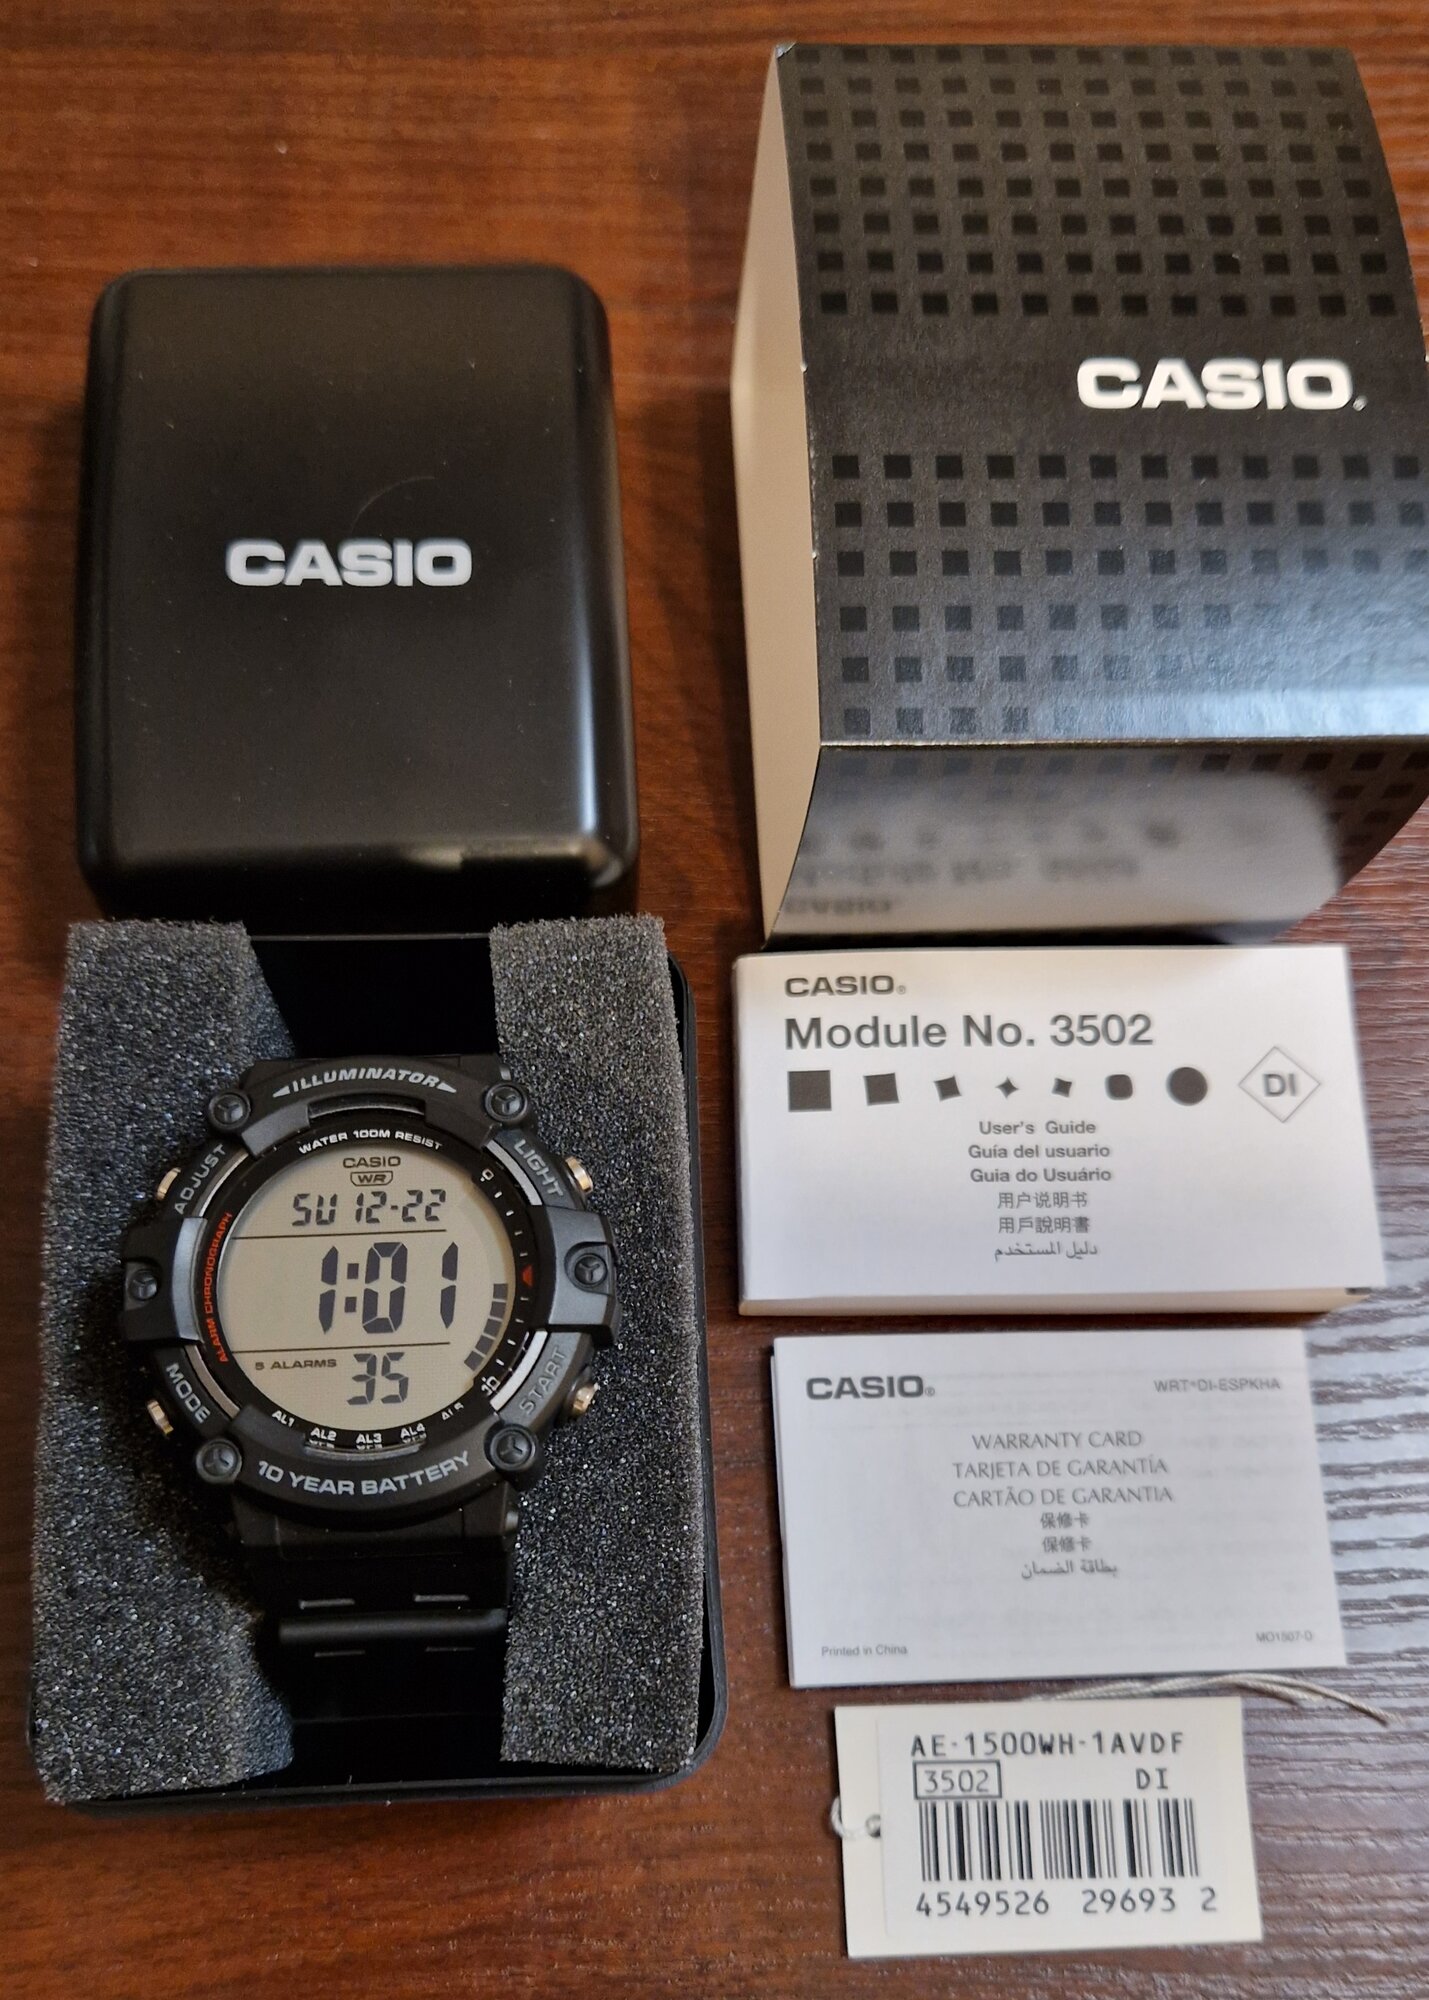 CASIO
CASIO
ILLUMINATOR
WATER 100M RESIST
ADJUST
LIGHT
CASIO
WR
SU 12-22
1:01
35
ALARM CHRONOGRAPH
5 ALARMS
0
30
MODE
START
AL1 AL2 AL3 AL4
10 YEAR BATTERY
CASIO®
Module No. 3502
DI
User's Guide
Guía del usuario
Guia do Usuário
用户说明书
用戶說明書
دليل المستخدم
CASIO®
WRT*DI-ESPKHA
WARRANTY CARD
TARJETA DE GARANTÍA
CARTÃO DE GARANTIA
保修卡
保修卡
بطاقة الضمان
Printed in China
MO1507-D
AE-1500WH-1AVDF
3502 DI
4549526 29693 2